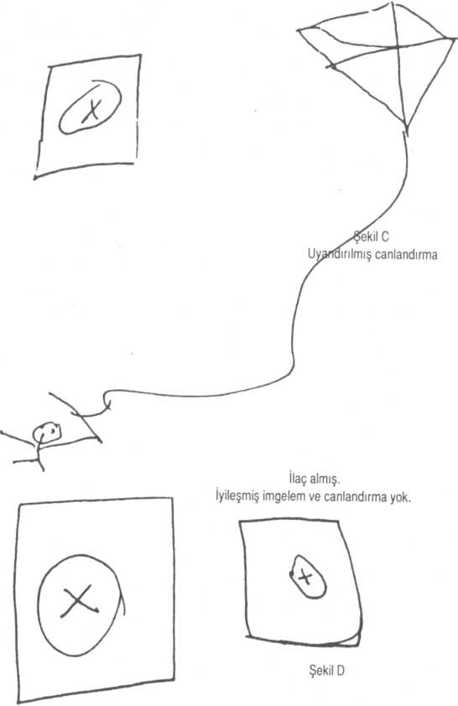 Şekil C
Uyandırılmış canlandırma
İlaç almış.
İyileşmiş imgelem ve canlandırma yok.
Şekil D